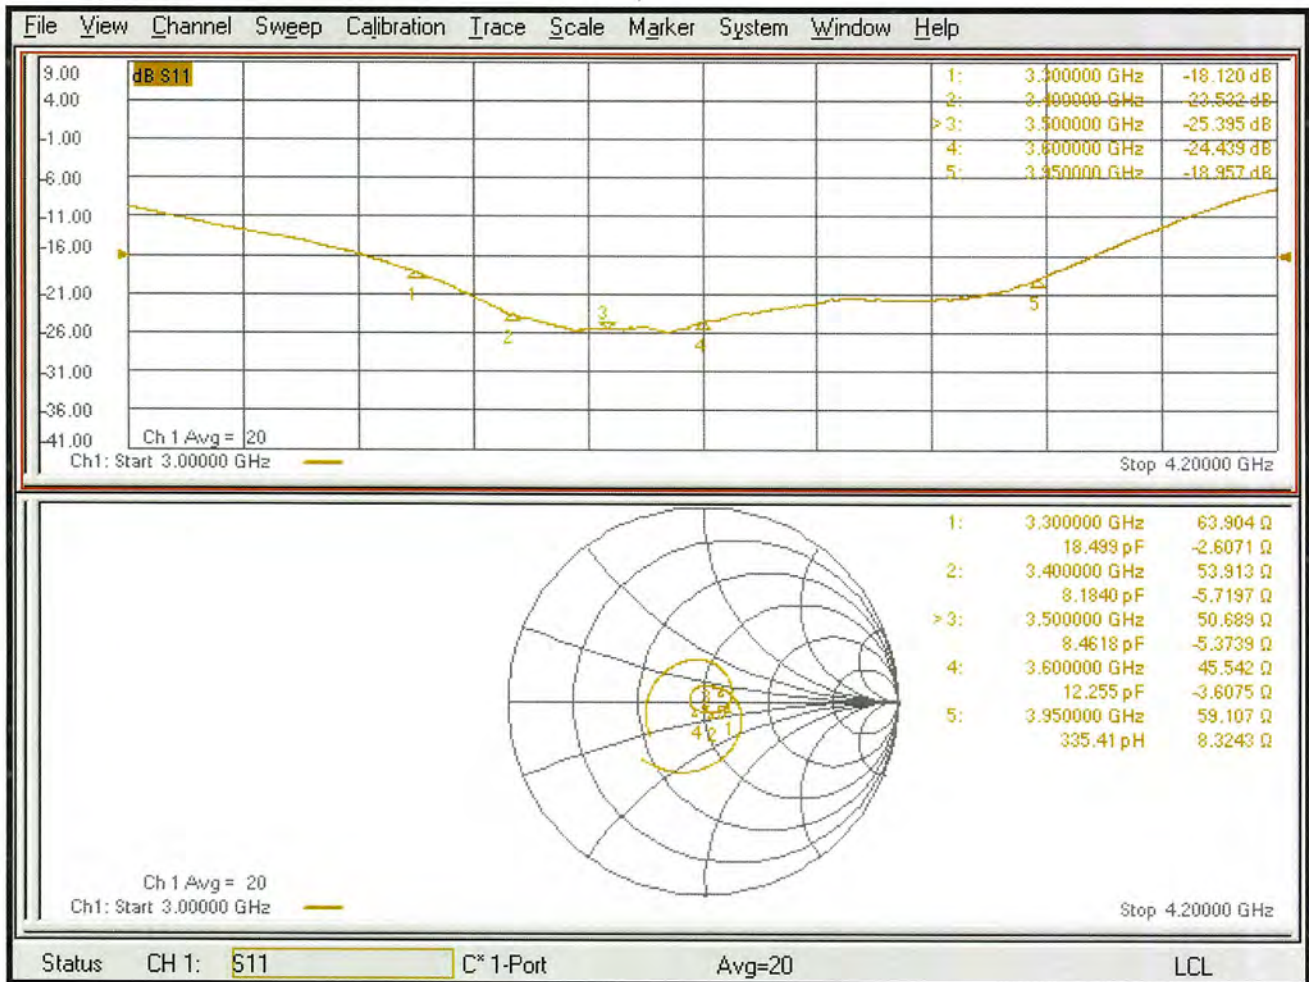 File View Channel Sweep Calibration Trace Scale Marker System Window Help
9.00 dB S11
4.00
-1.00
-6.00
-11.00
-16.00
-21.00
-26.00
-31.00
-36.00
-41.00
1: 3.300000 GHz -18.120 dB
2: 3.400000 GHz -23.532 dB
> 3: 3.500000 GHz -25.395 dB
4: 3.600000 GHz -24.439 dB
5: 3.950000 GHz -18.957 dB
1
2
3
4
5
Ch 1 Avg = 20
Ch1: Start 3.00000 GHz
Stop 4.20000 GHz
1: 3.300000 GHz 63.904 Ω
18.499 pF -2.6071 Ω
2: 3.400000 GHz 53.913 Ω
8.1840 pF -5.7197 Ω
> 3: 3.500000 GHz 50.689 Ω
8.4618 pF -5.3739 Ω
4: 3.600000 GHz 45.542 Ω
12.255 pF -3.6075 Ω
5: 3.950000 GHz 59.107 Ω
335.41 pH 8.3243 Ω
4 2 1
Ch 1 Avg = 20
Ch1: Start 3.00000 GHz
Stop 4.20000 GHz
Status CH 1: S11 C* 1-Port Avg=20 LCL